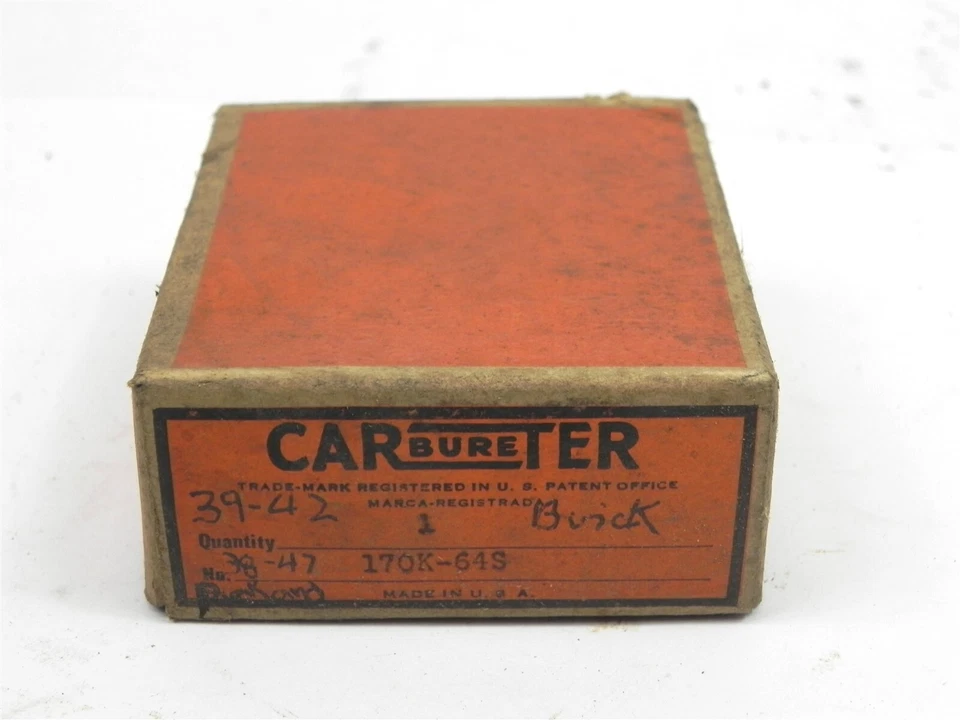 CARBURETER
TRADE-MARK REGISTERED IN U. S. PATENT OFFICE
MARCA-REGISTRADA
39-42 1 Buick
Quantity
No. 38-47 170K-64S
MADE IN U. S. A.